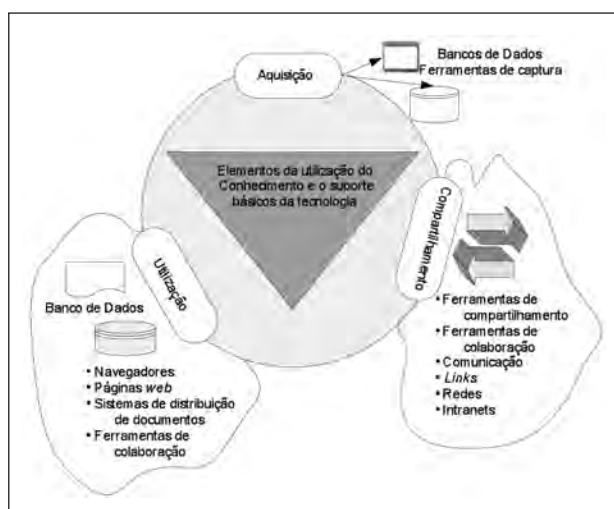 Aquisição
Bancos de Dados
Ferramentas de captura
Elementos da utilização do
Conhecimento e o suporte
básicos da tecnologia
Compartilhamento
• Ferramentas de
compartilhamento
• Ferramentas de
colaboração
• Comunicação
• Links
• Redes
• Intranets
Utilização
Banco de Dados
• Navegadores
• Páginas web
• Sistemas de distribuição
de documentos
• Ferramentas de
colaboração